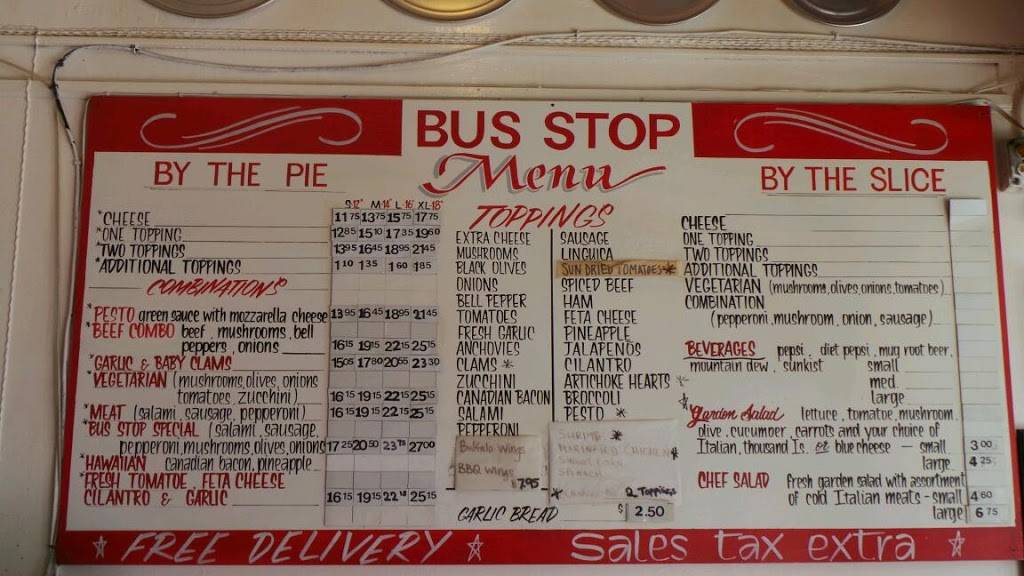 BUS STOP
Menu
BY THE PIE
S-12" M-14" L-16" XL-18"
*CHEESE 11 75 13 75 15 75 17 75
*ONE TOPPING 12 85 15 10 17 35 19 60
TWO TOPPINGS 13 95 16 45 18 95 21 45
*ADDITIONAL TOPPINGS 1 10 1 35 1 60 1 85
COMBINATIONS
*PESTO green sauce with mozzarella cheese 13 95 16 45 18 95 21 45
*BEEF COMBO beef, mushrooms, bell
peppers, onions 16 15 19 15 22 15 25 15
*GARLIC & BABY CLAMS 15 05 17 80 20 55 23 30
*VEGETARIAN (mushrooms, olives, onions
tomatoes, zucchini) 16 15 19 15 22 15 25 15
*MEAT (salami, sausage, pepperoni) 16 15 19 15 22 15 25 15
*BUS STOP SPECIAL (salami, sausage,
pepperoni, mushrooms, olives, onions 17 25 20 50 23 75 27 00
*HAWAIIAN canadian bacon, pineapple
*FRESH TOMATOE, FETA CHEESE
CILANTRO & GARLIC 16 15 19 15 22 15 25 15
TOPPINGS
EXTRA CHEESE
MUSHROOMS
BLACK OLIVES
ONIONS
BELL PEPPER
TOMATOES
FRESH GARLIC
ANCHOVIES
CLAMS *
ZUCCHINI
CANADIAN BACON
SALAMI
PEPPERONI
Buffalo Wings
BBQ Wings
$7.95
SAUSAGE
LINGUICA
SUN DRIED TOMATOES *
SPICED BEEF
HAM
FETA CHEESE
PINEAPPLE
JALAPENOS
CILANTRO
ARTICHOKE HEARTS *
BROCCOLI
PESTO *
SHRIMP *
MARINATED CHICKEN *
SPINACH
* 2 Toppings
GARLIC BREAD $ 2.50
BY THE SLICE
CHEESE
ONE TOPPING
TWO TOPPINGS
ADDITIONAL TOPPINGS
VEGETARIAN (mushrooms, olives, onions, tomatoes)
COMBINATION
(pepperoni, mushroom, onion, sausage)
BEVERAGES pepsi, diet pepsi, mug root beer,
mountain dew, sunkist small
med.
large
*Garden Salad lettuce, tomatoe, mushroom,
olive, cucumber, carrots and your choice of
Italian, thousand Is. or blue cheese - small 3 00
large 4 25
CHEF SALAD fresh garden salad with assortment
of cold Italian meats - small 4 60
large 6 75
FREE DELIVERY
Sales tax extra